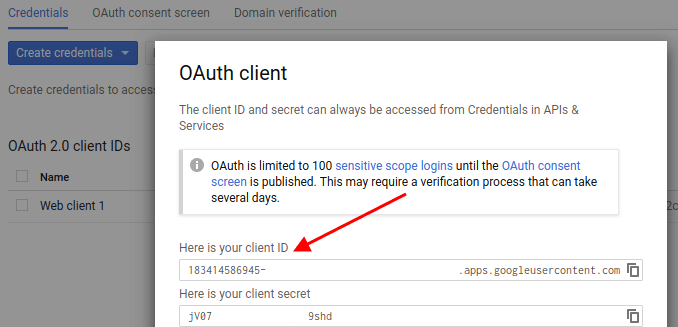 Credentials OAuth consent screen Domain verification
Create credentials
Create credentials to acces
OAuth 2.0 client IDs
Name
Web client 1
OAuth client
The client ID and secret can always be accessed from Credentials in APIs &
Services
OAuth is limited to 100 sensitive scope logins until the OAuth consent
screen is published. This may require a verification process that can take
several days.
Here is your client ID
183414586945- .apps.googleusercontent.com
Here is your client secret
jV07 9shd